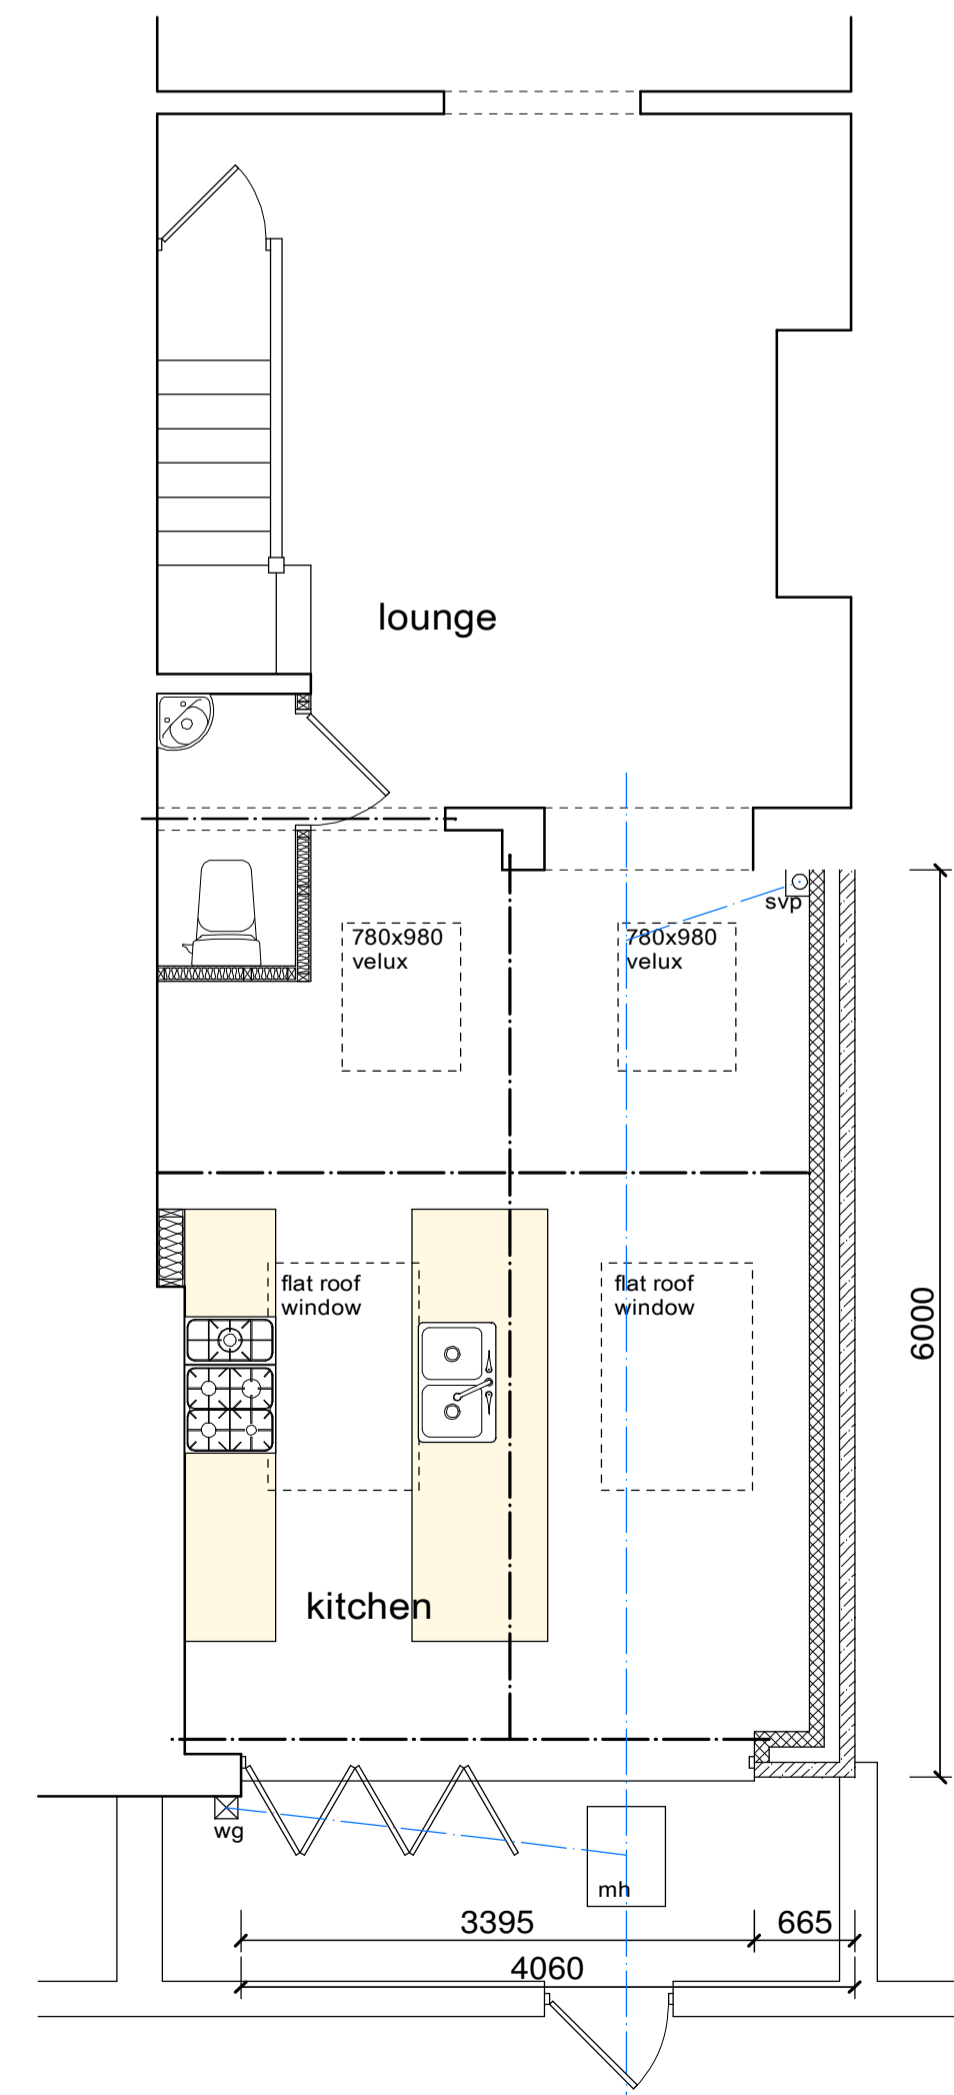 lounge
svp
780x980
velux
780x980
velux
flat roof
window
flat roof
window
6000
kitchen
wg
mh
3395
665
4060